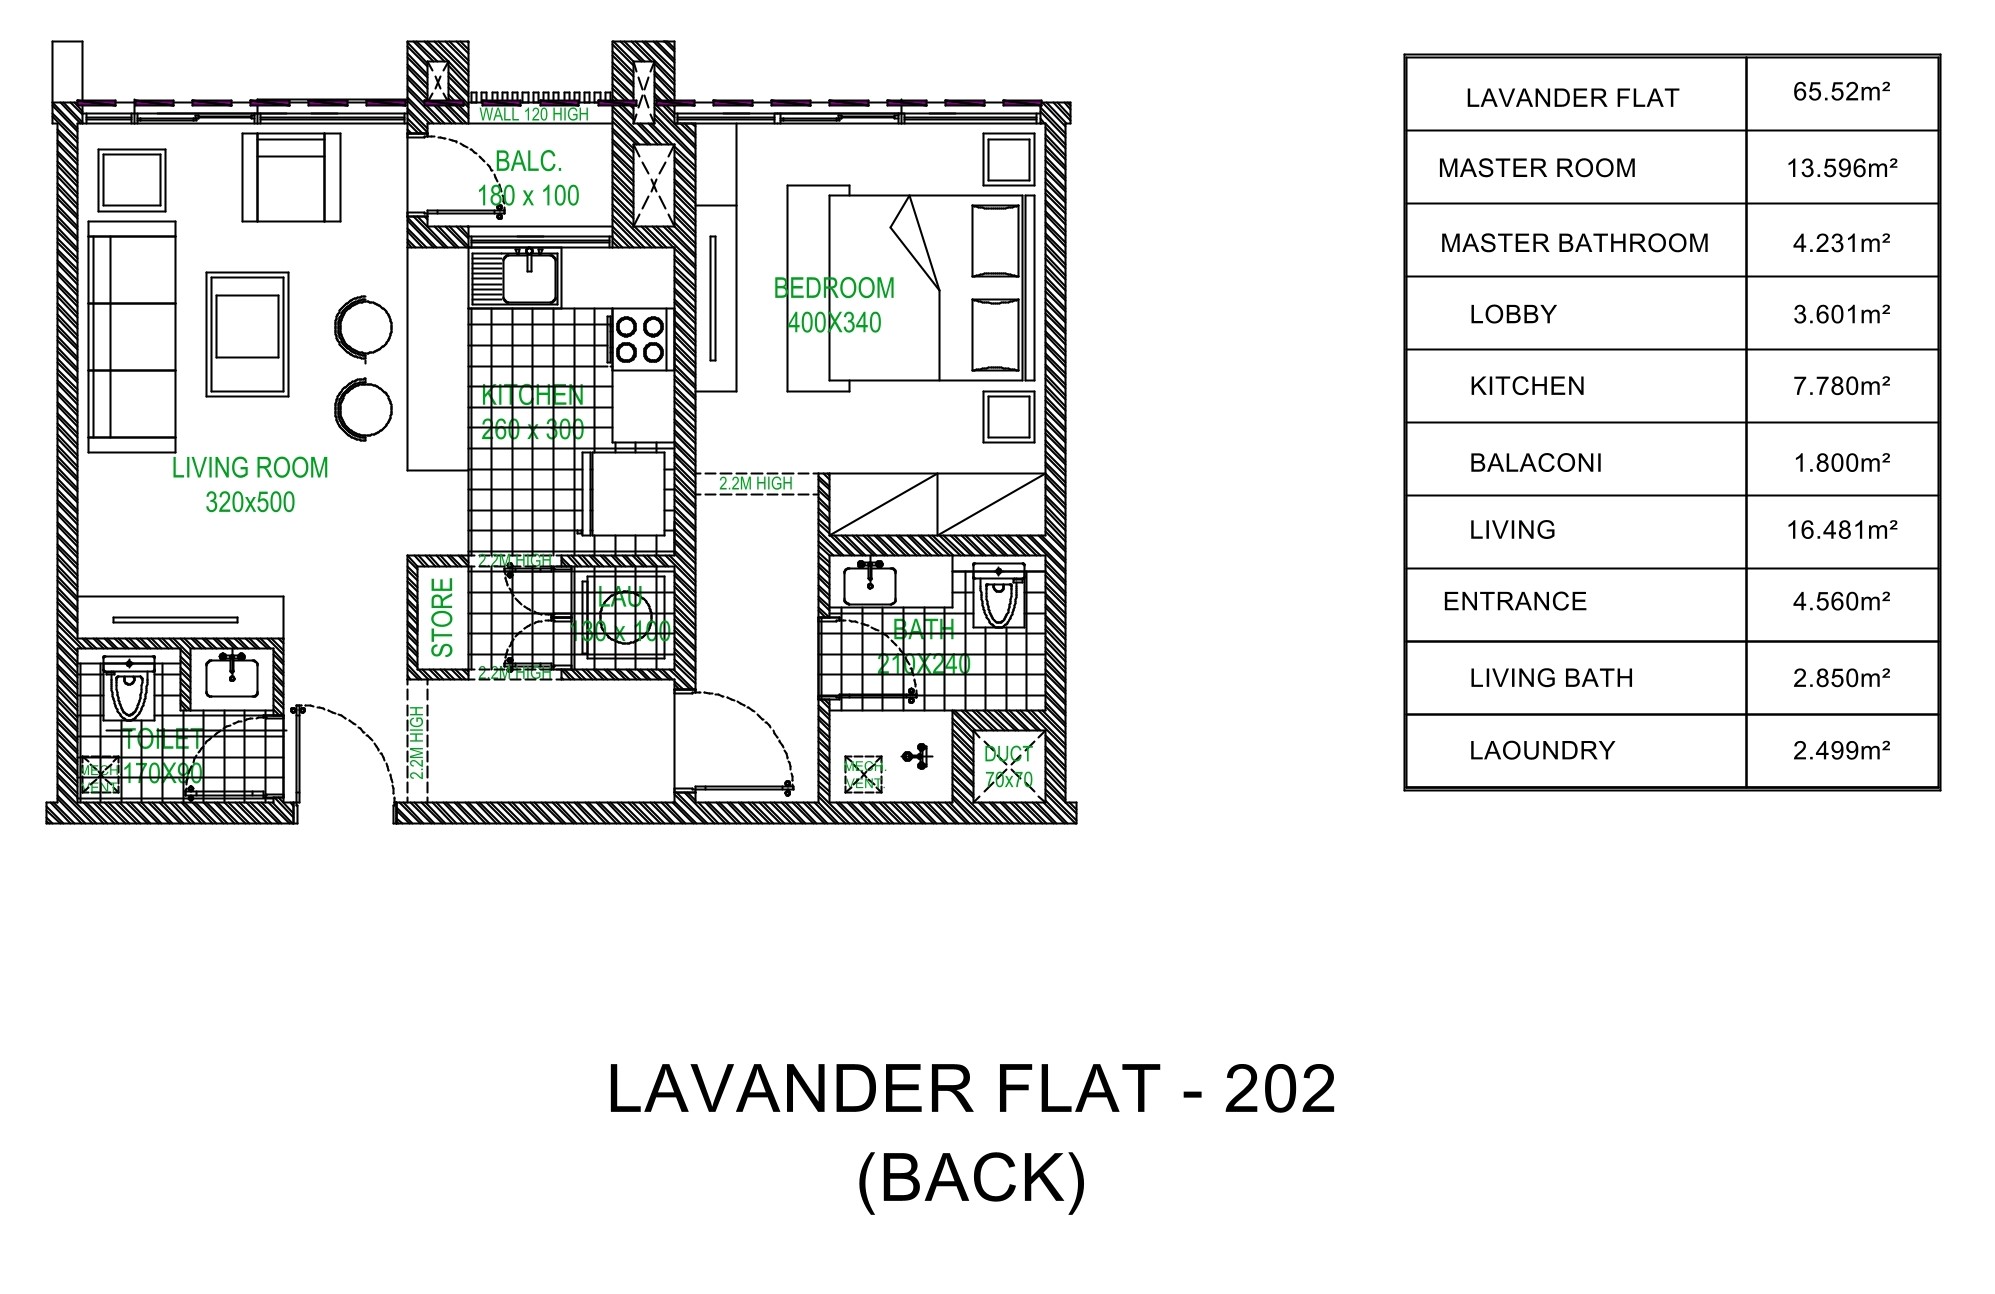 WALL 120 HIGH
BALC.
180 x 100
BEDROOM
400X340
KITCHEN
260 x 300
LIVING ROOM
320x500
2.2M HIGH
2.2M HIGH
STORE
LAU
130 x 100
2.2M HIGH
BATH
210X240
TOILET
170X90
MECH.
VENT.
2.2M HIGH
MECH.
VENT.
DUCT
70x70
LAVANDER FLAT 65.52m²
MASTER ROOM 13.596m²
MASTER BATHROOM 4.231m²
LOBBY 3.601m²
KITCHEN 7.780m²
BALACONI 1.800m²
LIVING 16.481m²
ENTRANCE 4.560m²
LIVING BATH 2.850m²
LAOUNDRY 2.499m²
LAVANDER FLAT - 202
(BACK)